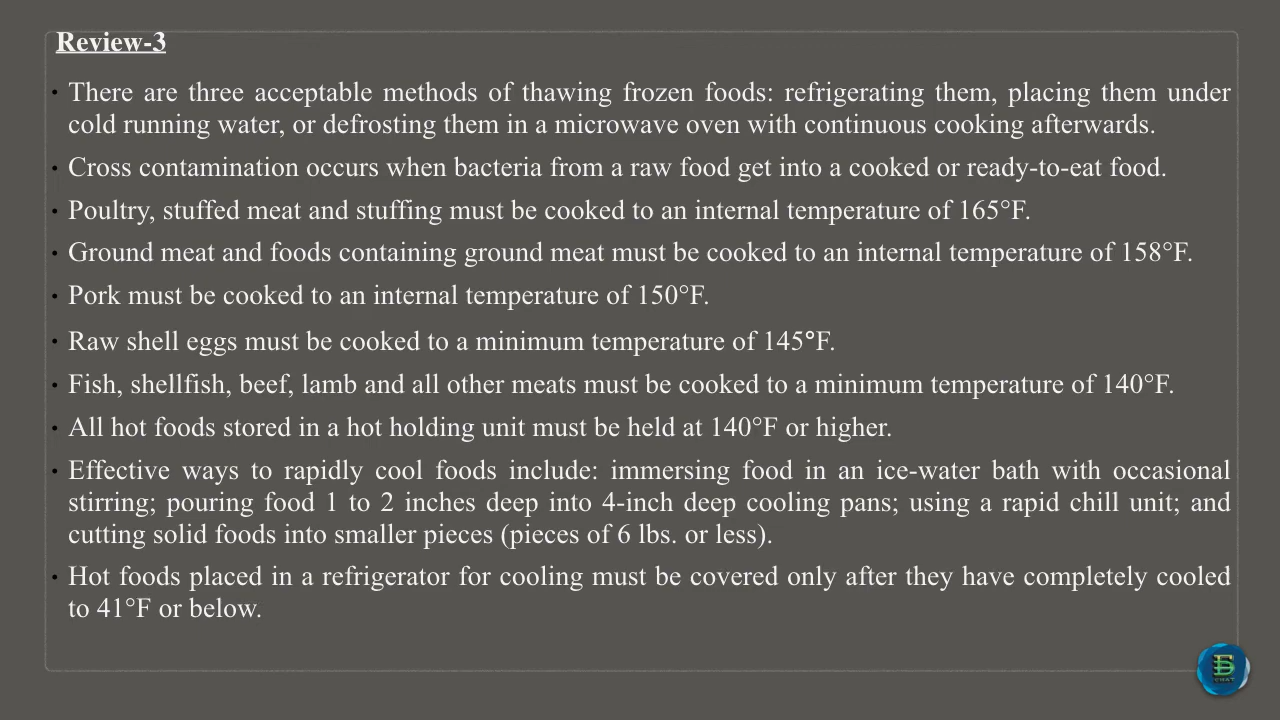 Review-3
• There are three acceptable methods of thawing frozen foods: refrigerating them, placing them under
cold running water, or defrosting them in a microwave oven with continuous cooking afterwards.
• Cross contamination occurs when bacteria from a raw food get into a cooked or ready-to-eat food.
• Poultry, stuffed meat and stuffing must be cooked to an internal temperature of 165°F.
• Ground meat and foods containing ground meat must be cooked to an internal temperature of 158°F.
• Pork must be cooked to an internal temperature of 150°F.
• Raw shell eggs must be cooked to a minimum temperature of 145°F.
• Fish, shellfish, beef, lamb and all other meats must be cooked to a minimum temperature of 140°F.
• All hot foods stored in a hot holding unit must be held at 140°F or higher.
• Effective ways to rapidly cool foods include: immersing food in an ice-water bath with occasional
stirring; pouring food 1 to 2 inches deep into 4-inch deep cooling pans; using a rapid chill unit; and
cutting solid foods into smaller pieces (pieces of 6 lbs. or less).
• Hot foods placed in a refrigerator for cooling must be covered only after they have completely cooled
to 41°F or below.